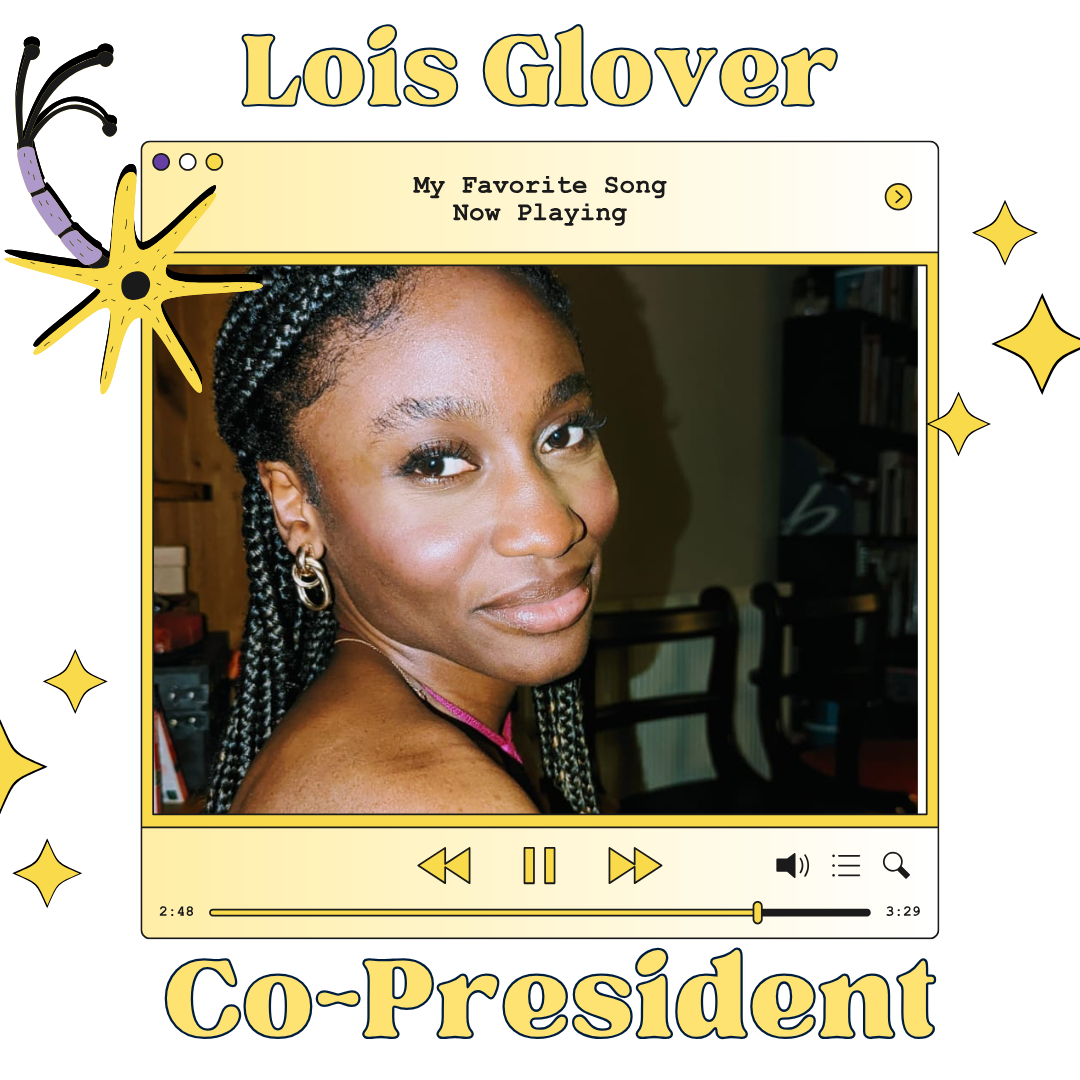 Lois Glover
My Favorite Song
Now Playing
2:48
3:29
Co-President